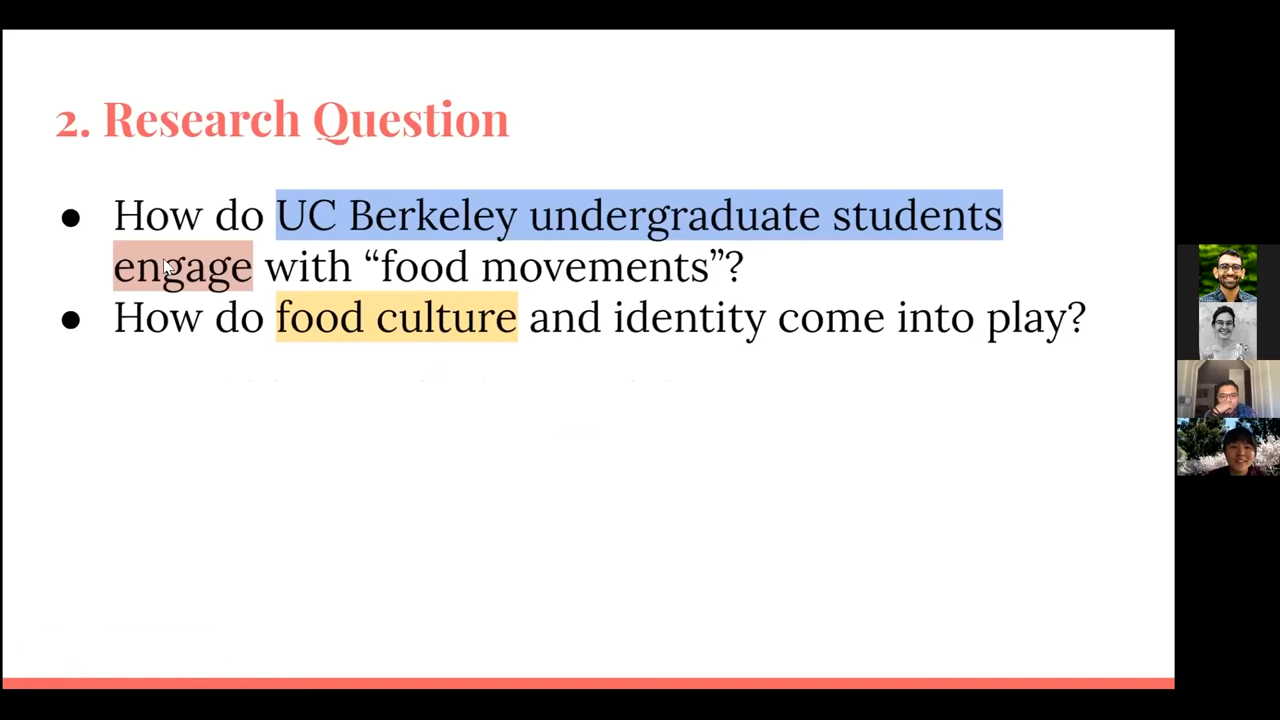 2. Research Question
● How do UC Berkeley undergraduate students
engage with “food movements”?
● How do food culture and identity come into play?